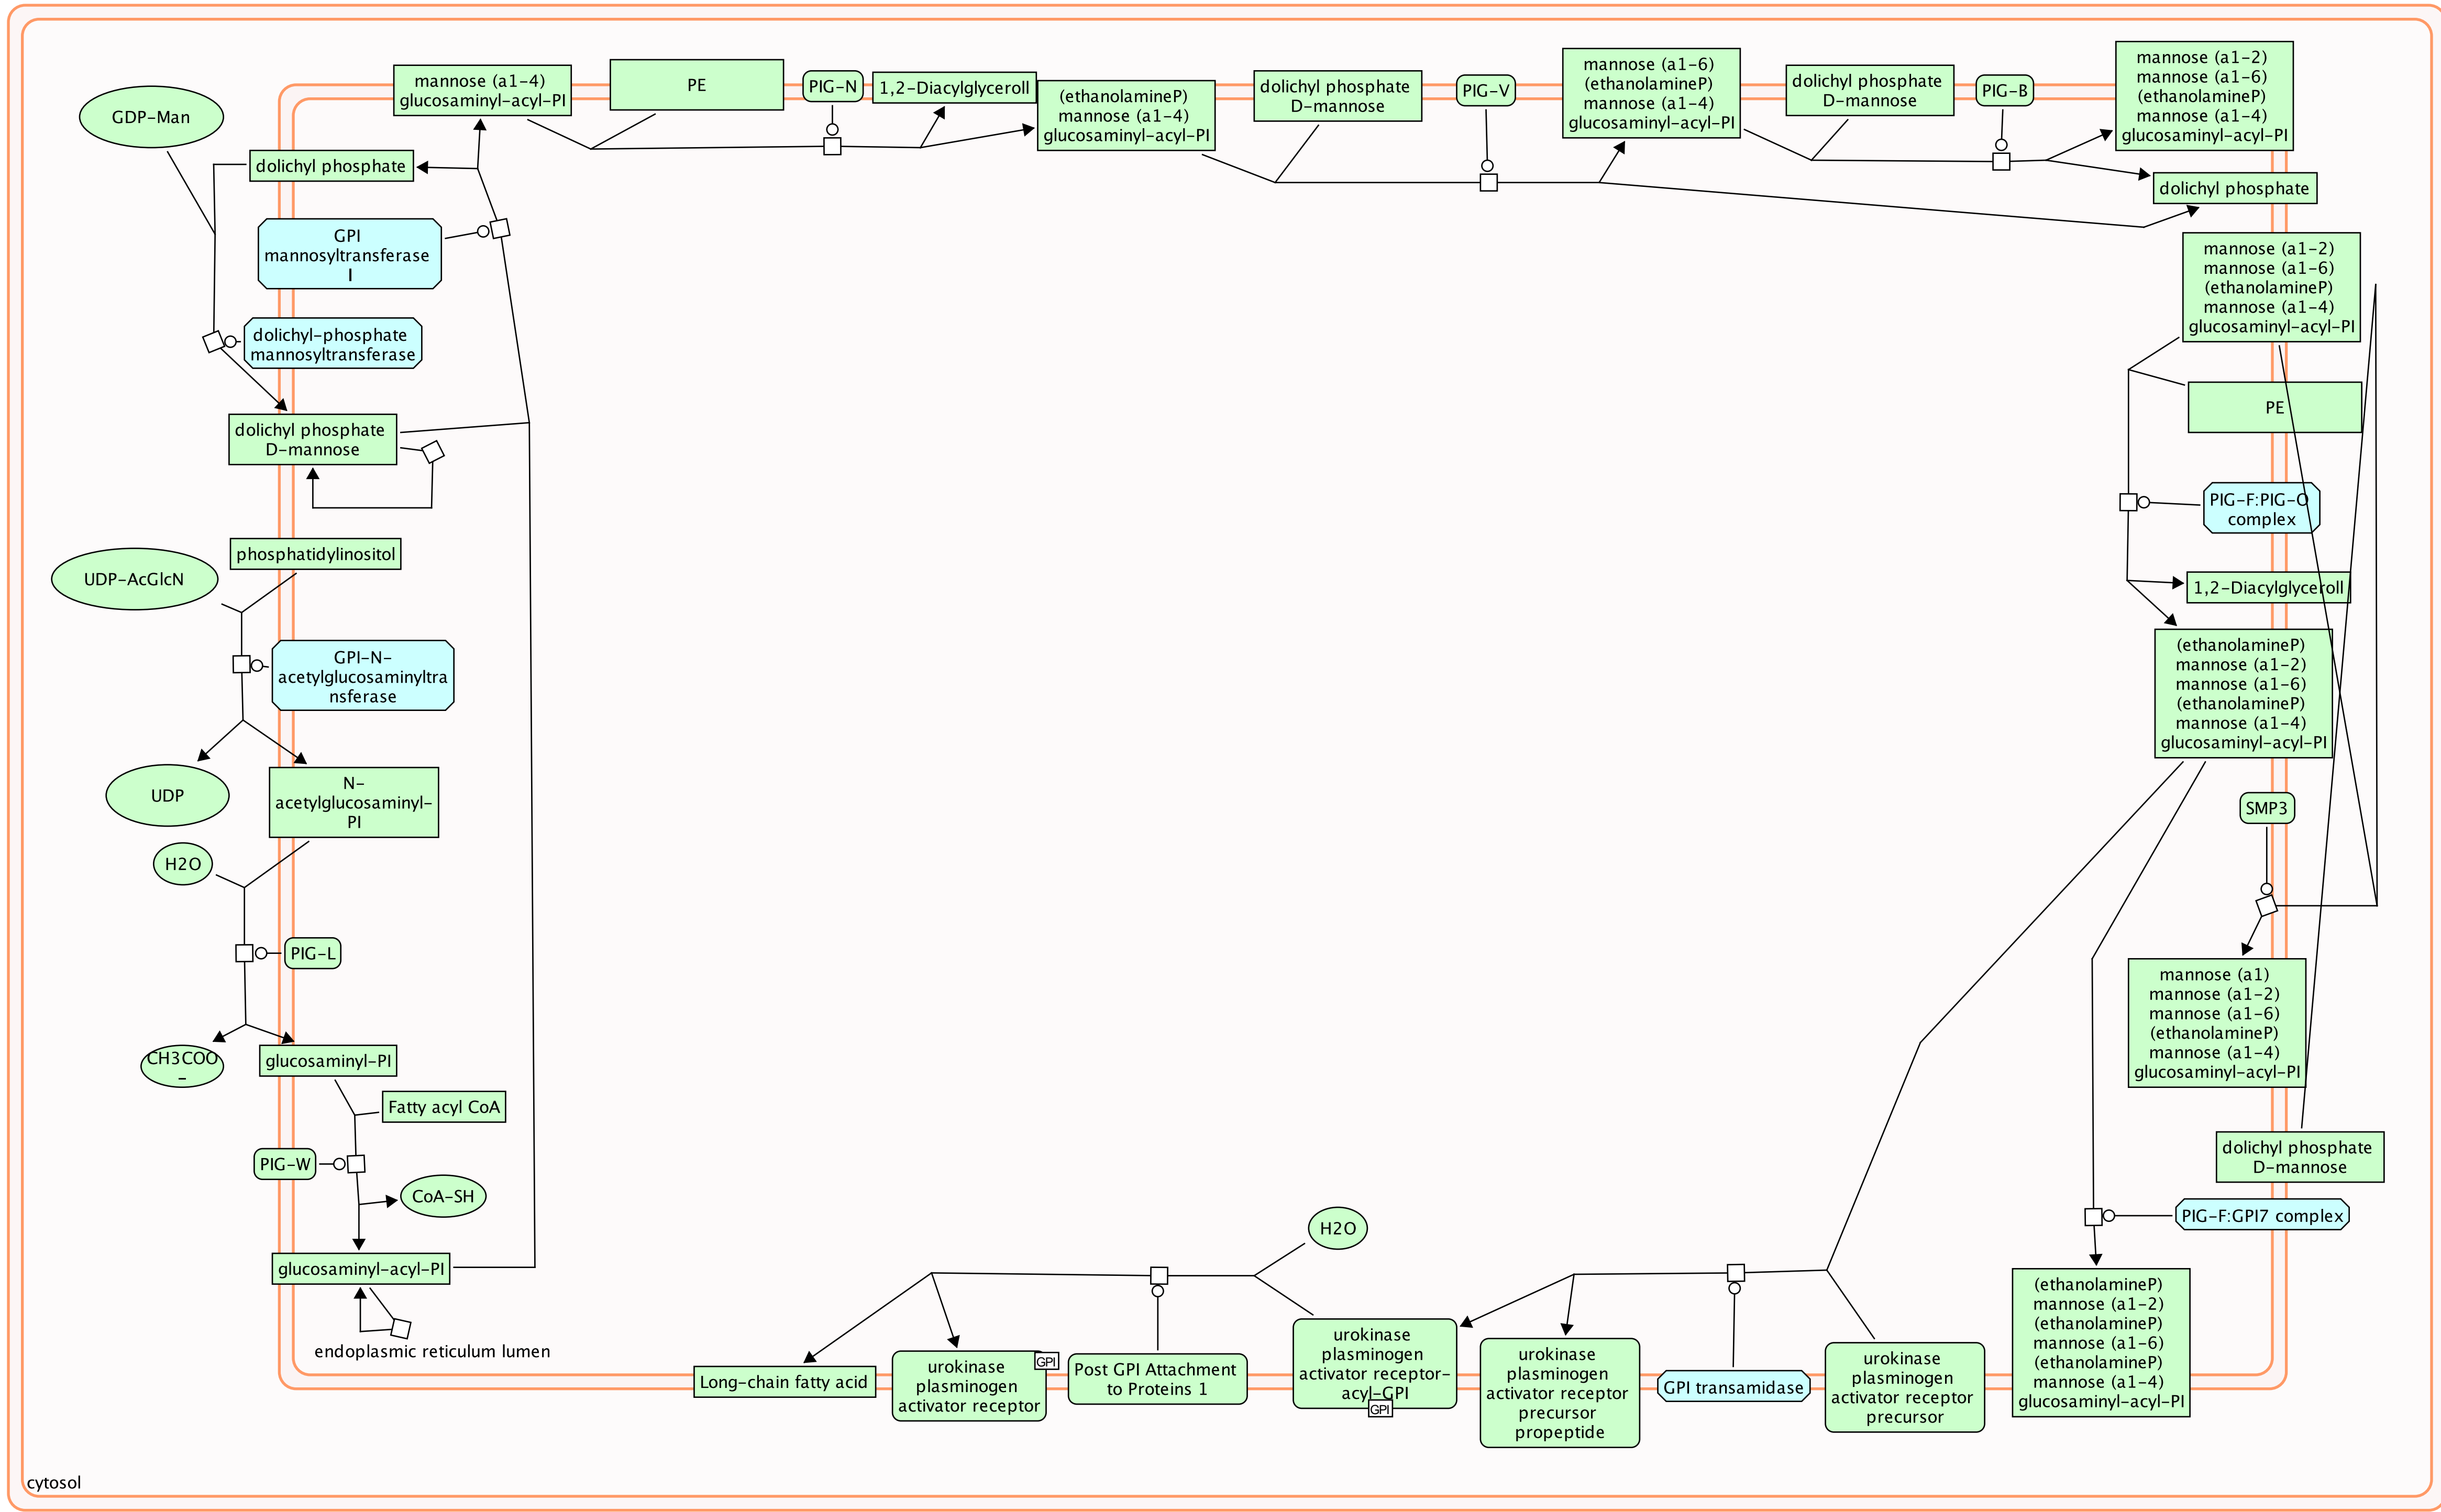 mannose (a1-4)
glucosaminyl-acyl-PI
PE
PIG-N
1,2-Diacylglyceroll
(ethanolamineP)
mannose (a1-4)
glucosaminyl-acyl-PI
dolichyl phosphate
D-mannose
PIG-V
mannose (a1-6)
(ethanolamineP)
mannose (a1-4)
glucosaminyl-acyl-PI
dolichyl phosphate
D-mannose
PIG-B
mannose (a1-2)
mannose (a1-6)
(ethanolamineP)
mannose (a1-4)
glucosaminyl-acyl-PI
GDP-Man
dolichyl phosphate
dolichyl phosphate
GPI
mannosyltransferase
I
dolichyl-phosphate
mannosyltransferase
dolichyl phosphate
D-mannose
mannose (a1-2)
mannose (a1-6)
(ethanolamineP)
mannose (a1-4)
glucosaminyl-acyl-PI
PE
PIG-F:PIG-O
complex
1,2-Diacylglyceroll
phosphatidylinositol
UDP-AcGlcN
GPI-N-
acetylglucosaminyltra
nsferase
UDP
N-
acetylglucosaminyl-
PI
(ethanolamineP)
mannose (a1-2)
mannose (a1-6)
(ethanolamineP)
mannose (a1-4)
glucosaminyl-acyl-PI
SMP3
H2O
PIG-L
CH3COO
-
glucosaminyl-PI
Fatty acyl CoA
PIG-W
CoA-SH
glucosaminyl-acyl-PI
endoplasmic reticulum lumen
mannose (a1)
mannose (a1-2)
mannose (a1-6)
(ethanolamineP)
mannose (a1-4)
glucosaminyl-acyl-PI
dolichyl phosphate
D-mannose
PIG-F:GPI7 complex
H2O
Long-chain fatty acid
urokinase
plasminogen
activator receptor
GPI
Post GPI Attachment
to Proteins 1
urokinase
plasminogen
activator receptor-
acyl-GPI
GPI
urokinase
plasminogen
activator receptor
precursor
propeptide
GPI transamidase
urokinase
plasminogen
activator receptor
precursor
(ethanolamineP)
mannose (a1-2)
(ethanolamineP)
mannose (a1-6)
(ethanolamineP)
mannose (a1-4)
glucosaminyl-acyl-PI
cytosol